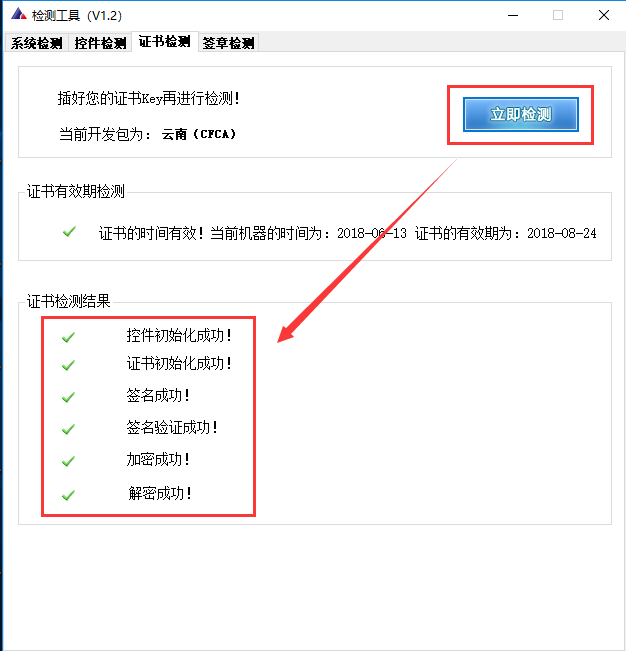 检测工具（V1.2）
系统检测 控件检测 证书检测 签章检测
插好您的证书Key再进行检测！
立即检测
当前开发包为：云南（CFCA）
证书有效期检测
证书的时间有效！当前机器的时间为：2018-06-13 证书的有效期为：2018-08-24
证书检测结果
控件初始化成功！
证书初始化成功！
签名成功！
签名验证成功！
加密成功！
解密成功！